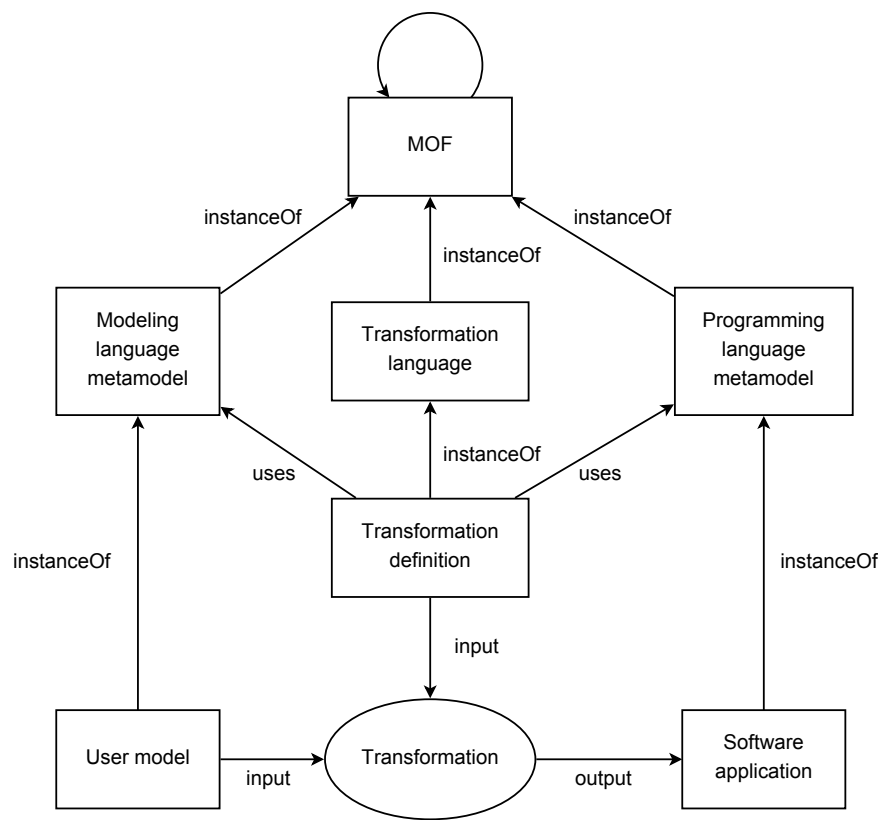 MOF
instanceOf
instanceOf
instanceOf
Modeling
language
metamodel
Transformation
language
Programming
language
metamodel
uses
instanceOf
uses
Transformation
definition
instanceOf
instanceOf
input
User model
input
Transformation
output
Software
application